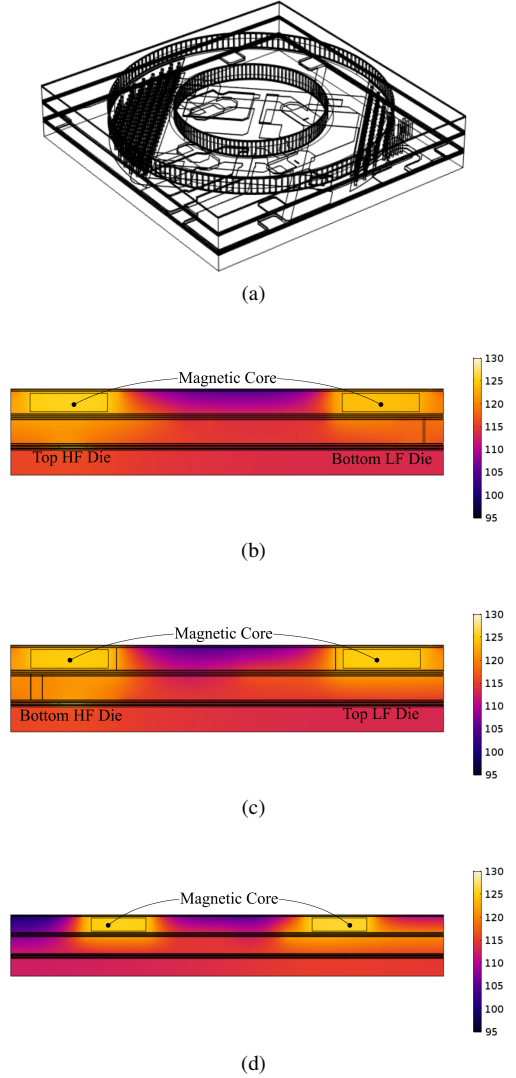 (a)
Magnetic Core
Top HF Die
Bottom LF Die
130
125
120
115
110
105
100
95
(b)
Magnetic Core
Bottom HF Die
Top LF Die
130
125
120
115
110
105
100
95
(c)
Magnetic Core
130
125
120
115
110
105
100
95
(d)